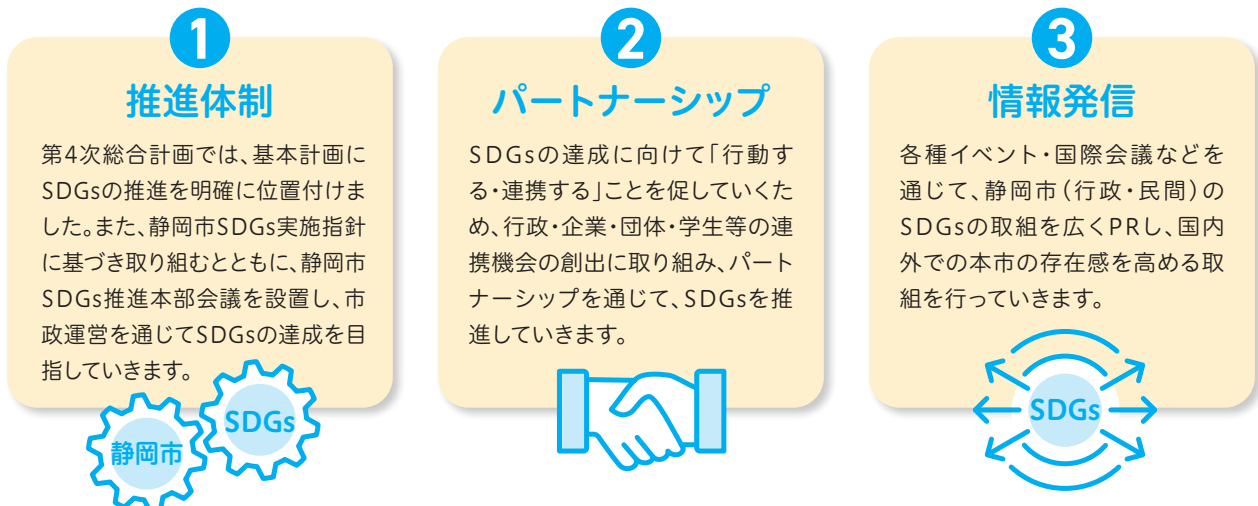 1
推進体制
第4次総合計画では、基本計画に
SDGsの推進を明確に位置付けま
した。また、静岡市SDGs実施指針
に基づき取り組むとともに、静岡市
SDGs推進本部会議を設置し、市
政運営を通じてSDGsの達成を目
指していきます。
静岡市
SDGs
2
パートナーシップ
SDGsの達成に向けて「行動す
る・連携する」ことを促していくた
め、行政・企業・団体・学生等の連
携機会の創出に取り組み、パート
ナーシップを通じて、SDGsを推
進していきます。
3
情報発信
各種イベント・国際会議などを
通じて、静岡市（行政・民間）の
SDGsの取組を広くPRし、国内
外での本市の存在感を高める取
組を行っていきます。
SDGs